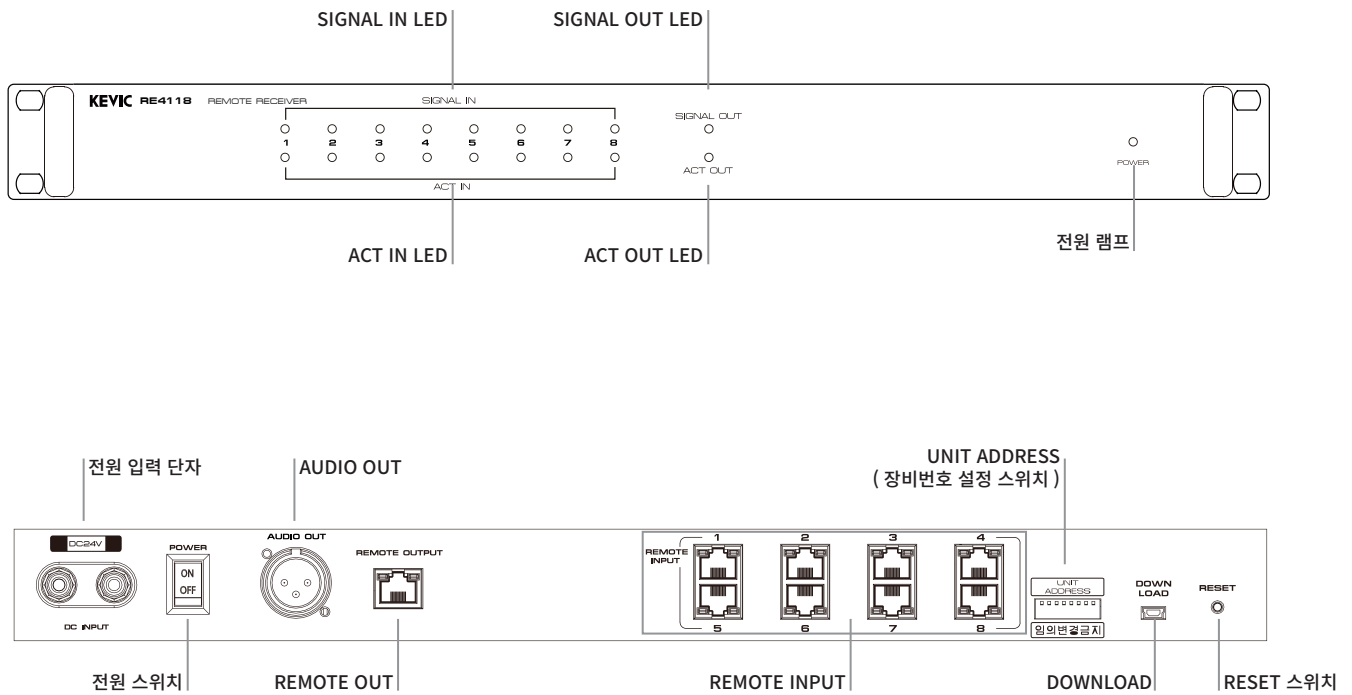 SIGNAL IN LED
SIGNAL OUT LED
KEVIC RE4118 REMOTE RECEIVER
SIGNAL IN
SIGNAL OUT
1 2 3 4 5 6 7 8
POWER
ACT OUT
ACT IN
전원 램프
ACT IN LED
ACT OUT LED
UNIT ADDRESS
( 장비번호 설정 스위치 )
전원 입력 단자
AUDIO OUT
DC24V
POWER
AUDIO OUT
REMOTE OUTPUT
ON
OFF
DC INPUT
REMOTE
INPUT
1 2 3 4
5 6 7 8
UNIT
ADDRESS
임의변경금지
DOWN
LOAD
RESET
전원 스위치
REMOTE OUT
REMOTE INPUT
DOWNLOAD
RESET 스위치